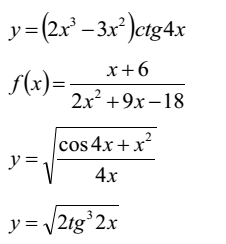 y=(2x³−3x²)ctg4x
f(x)=(x+6)/(2x²+9x−18)
y=√((cos4x+x²)/(4x))
y=√(2tg³2x)